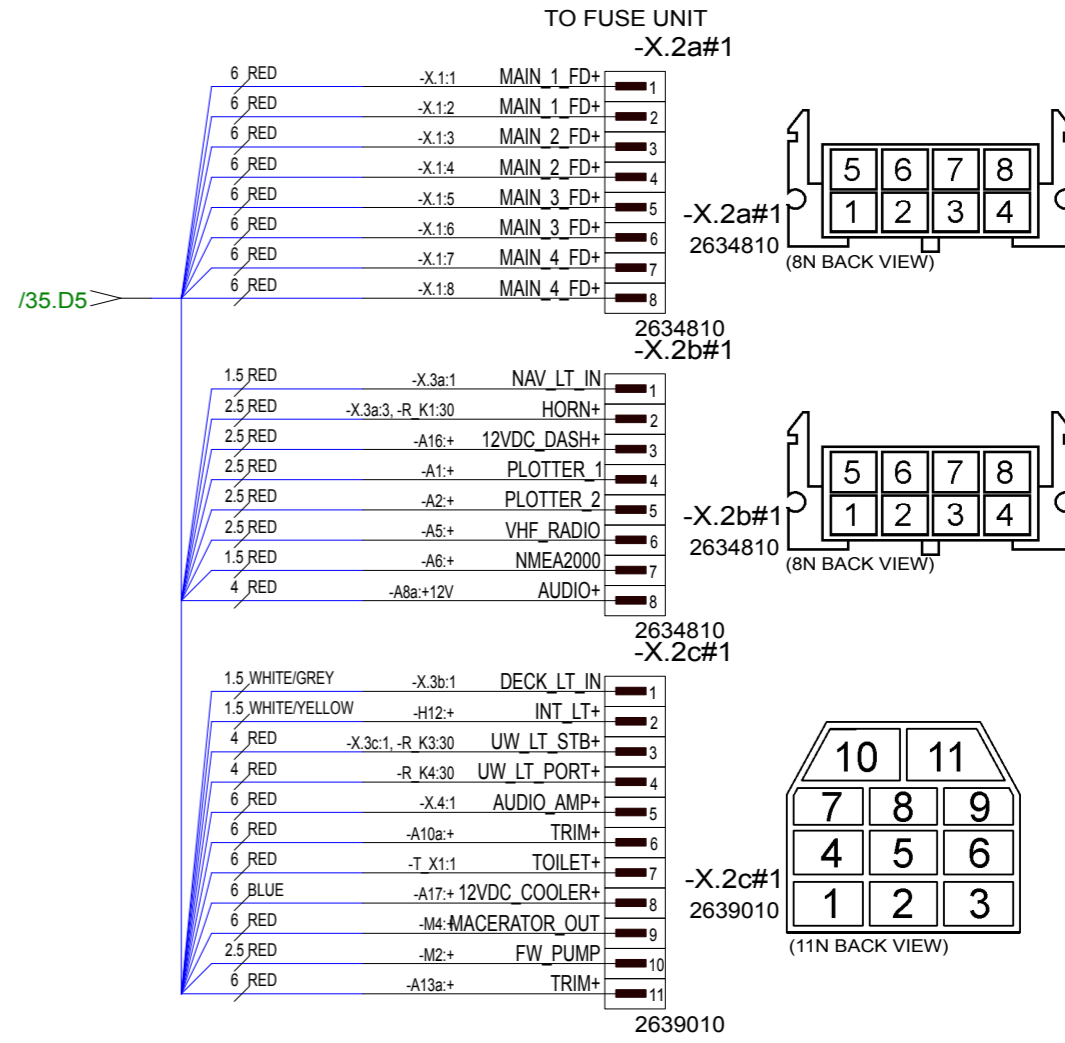 TO FUSE UNIT
-X.2a#1
6 RED -X.1:1 MAIN_1_FD+ 1
6 RED -X.1:2 MAIN_1_FD+ 2
6 RED -X.1:3 MAIN_2_FD+ 3
6 RED -X.1:4 MAIN_2_FD+ 4
6 RED -X.1:5 MAIN_3_FD+ 5
6 RED -X.1:6 MAIN_3_FD+ 6
6 RED -X.1:7 MAIN_4_FD+ 7
6 RED -X.1:8 MAIN_4_FD+ 8
/35.D5
2634810
5 6 7 8
1 2 3 4
-X.2a#1
2634810
(8N BACK VIEW)
-X.2b#1
1.5 RED -X.3a:1 NAV_LT_IN 1
2.5 RED -X.3a:3, -R_K1:30 HORN+ 2
2.5 RED -A16:+ 12VDC_DASH+ 3
2.5 RED -A1:+ PLOTTER_1 4
2.5 RED -A2:+ PLOTTER_2 5
2.5 RED -A5:+ VHF_RADIO 6
1.5 RED -A6:+ NMEA2000 7
4 RED -A8a:+12V AUDIO+ 8
2634810
5 6 7 8
1 2 3 4
-X.2b#1
2634810
(8N BACK VIEW)
-X.2c#1
1.5 WHITE/GREY -X.3b:1 DECK_LT_IN 1
1.5 WHITE/YELLOW -H12:+ INT_LT+ 2
4 RED -X.3c:1, -R_K3:30 UW_LT_STB+ 3
4 RED -R_K4:30 UW_LT_PORT+ 4
6 RED -X.4:1 AUDIO_AMP+ 5
6 RED -A10a:+ TRIM+ 6
6 RED -T_X1:1 TOILET+ 7
6 BLUE -A17:+ 12VDC_COOLER+ 8
6 RED -M4:+ MACERATOR_OUT 9
2.5 RED -M2:+ FW_PUMP 10
6 RED -A13a:+ TRIM+ 11
2639010
10 11
7 8 9
4 5 6
1 2 3
-X.2c#1
2639010
(11N BACK VIEW)